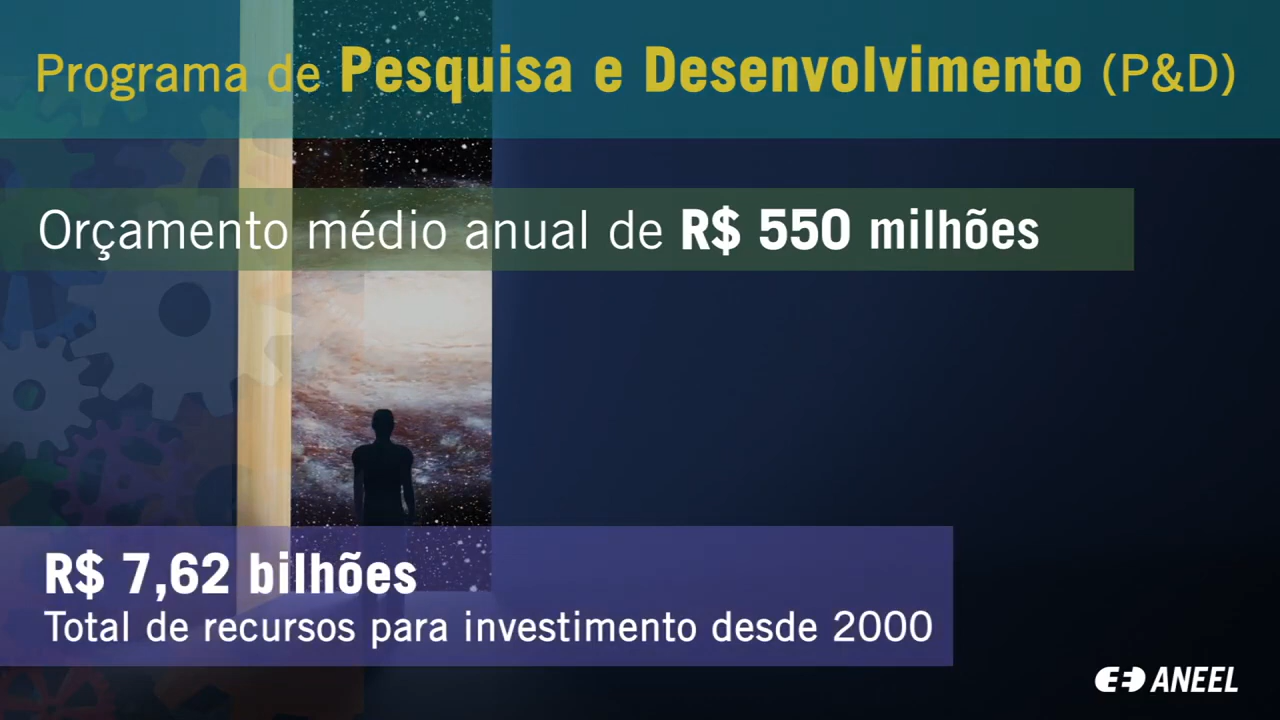 Programa de Pesquisa e Desenvolvimento (P&D)
Orçamento médio anual de R$ 550 milhões
R$ 7,62 bilhões
Total de recursos para investimento desde 2000
ANEEL